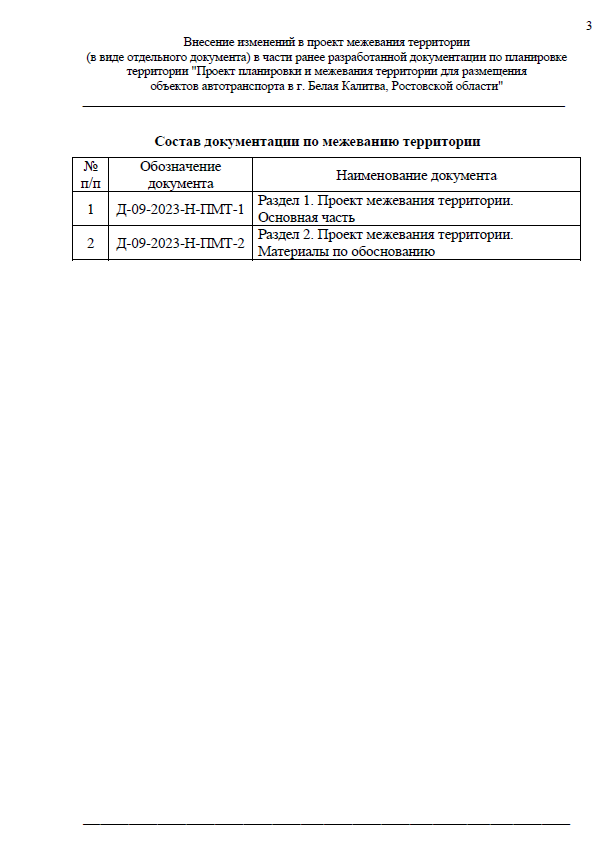 3
Внесение изменений в проект межевания территории
(в виде отдельного документа) в части ранее разработанной документации по планировке
территории "Проект планировки и межевания территории для размещения
объектов автотранспорта в г. Белая Калитва, Ростовской области"
Состав документации по межеванию территории
№ п/п
Обозначение документа
Наименование документа
1
Д-09-2023-Н-ПМТ-1
Раздел 1. Проект межевания территории.
Основная часть
2
Д-09-2023-Н-ПМТ-2
Раздел 2. Проект межевания территории.
Материалы по обоснованию